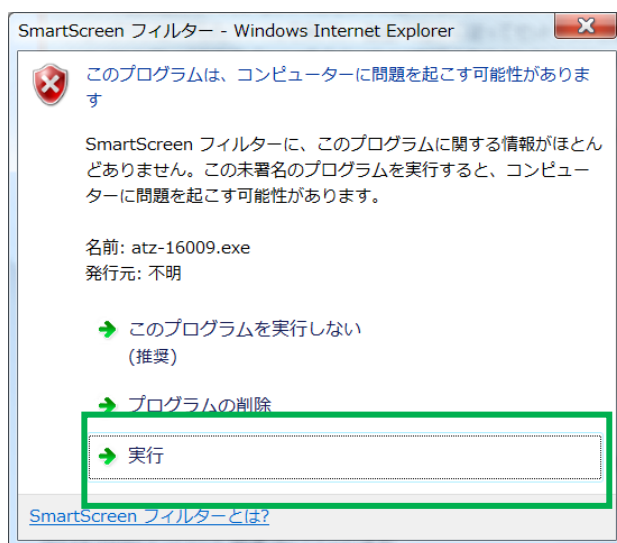 SmartScreen フィルター - Windows Internet Explorer
このプログラムは、コンピューターに問題を起こす可能性がありま
す
SmartScreen フィルターに、このプログラムに関する情報がほとん
どありません。この未署名のプログラムを実行すると、コンピュー
ターに問題を起こす可能性があります。
名前: atz-16009.exe
発行元: 不明
このプログラムを実行しない
(推奨)
プログラムの削除
実行
SmartScreen フィルターとは?